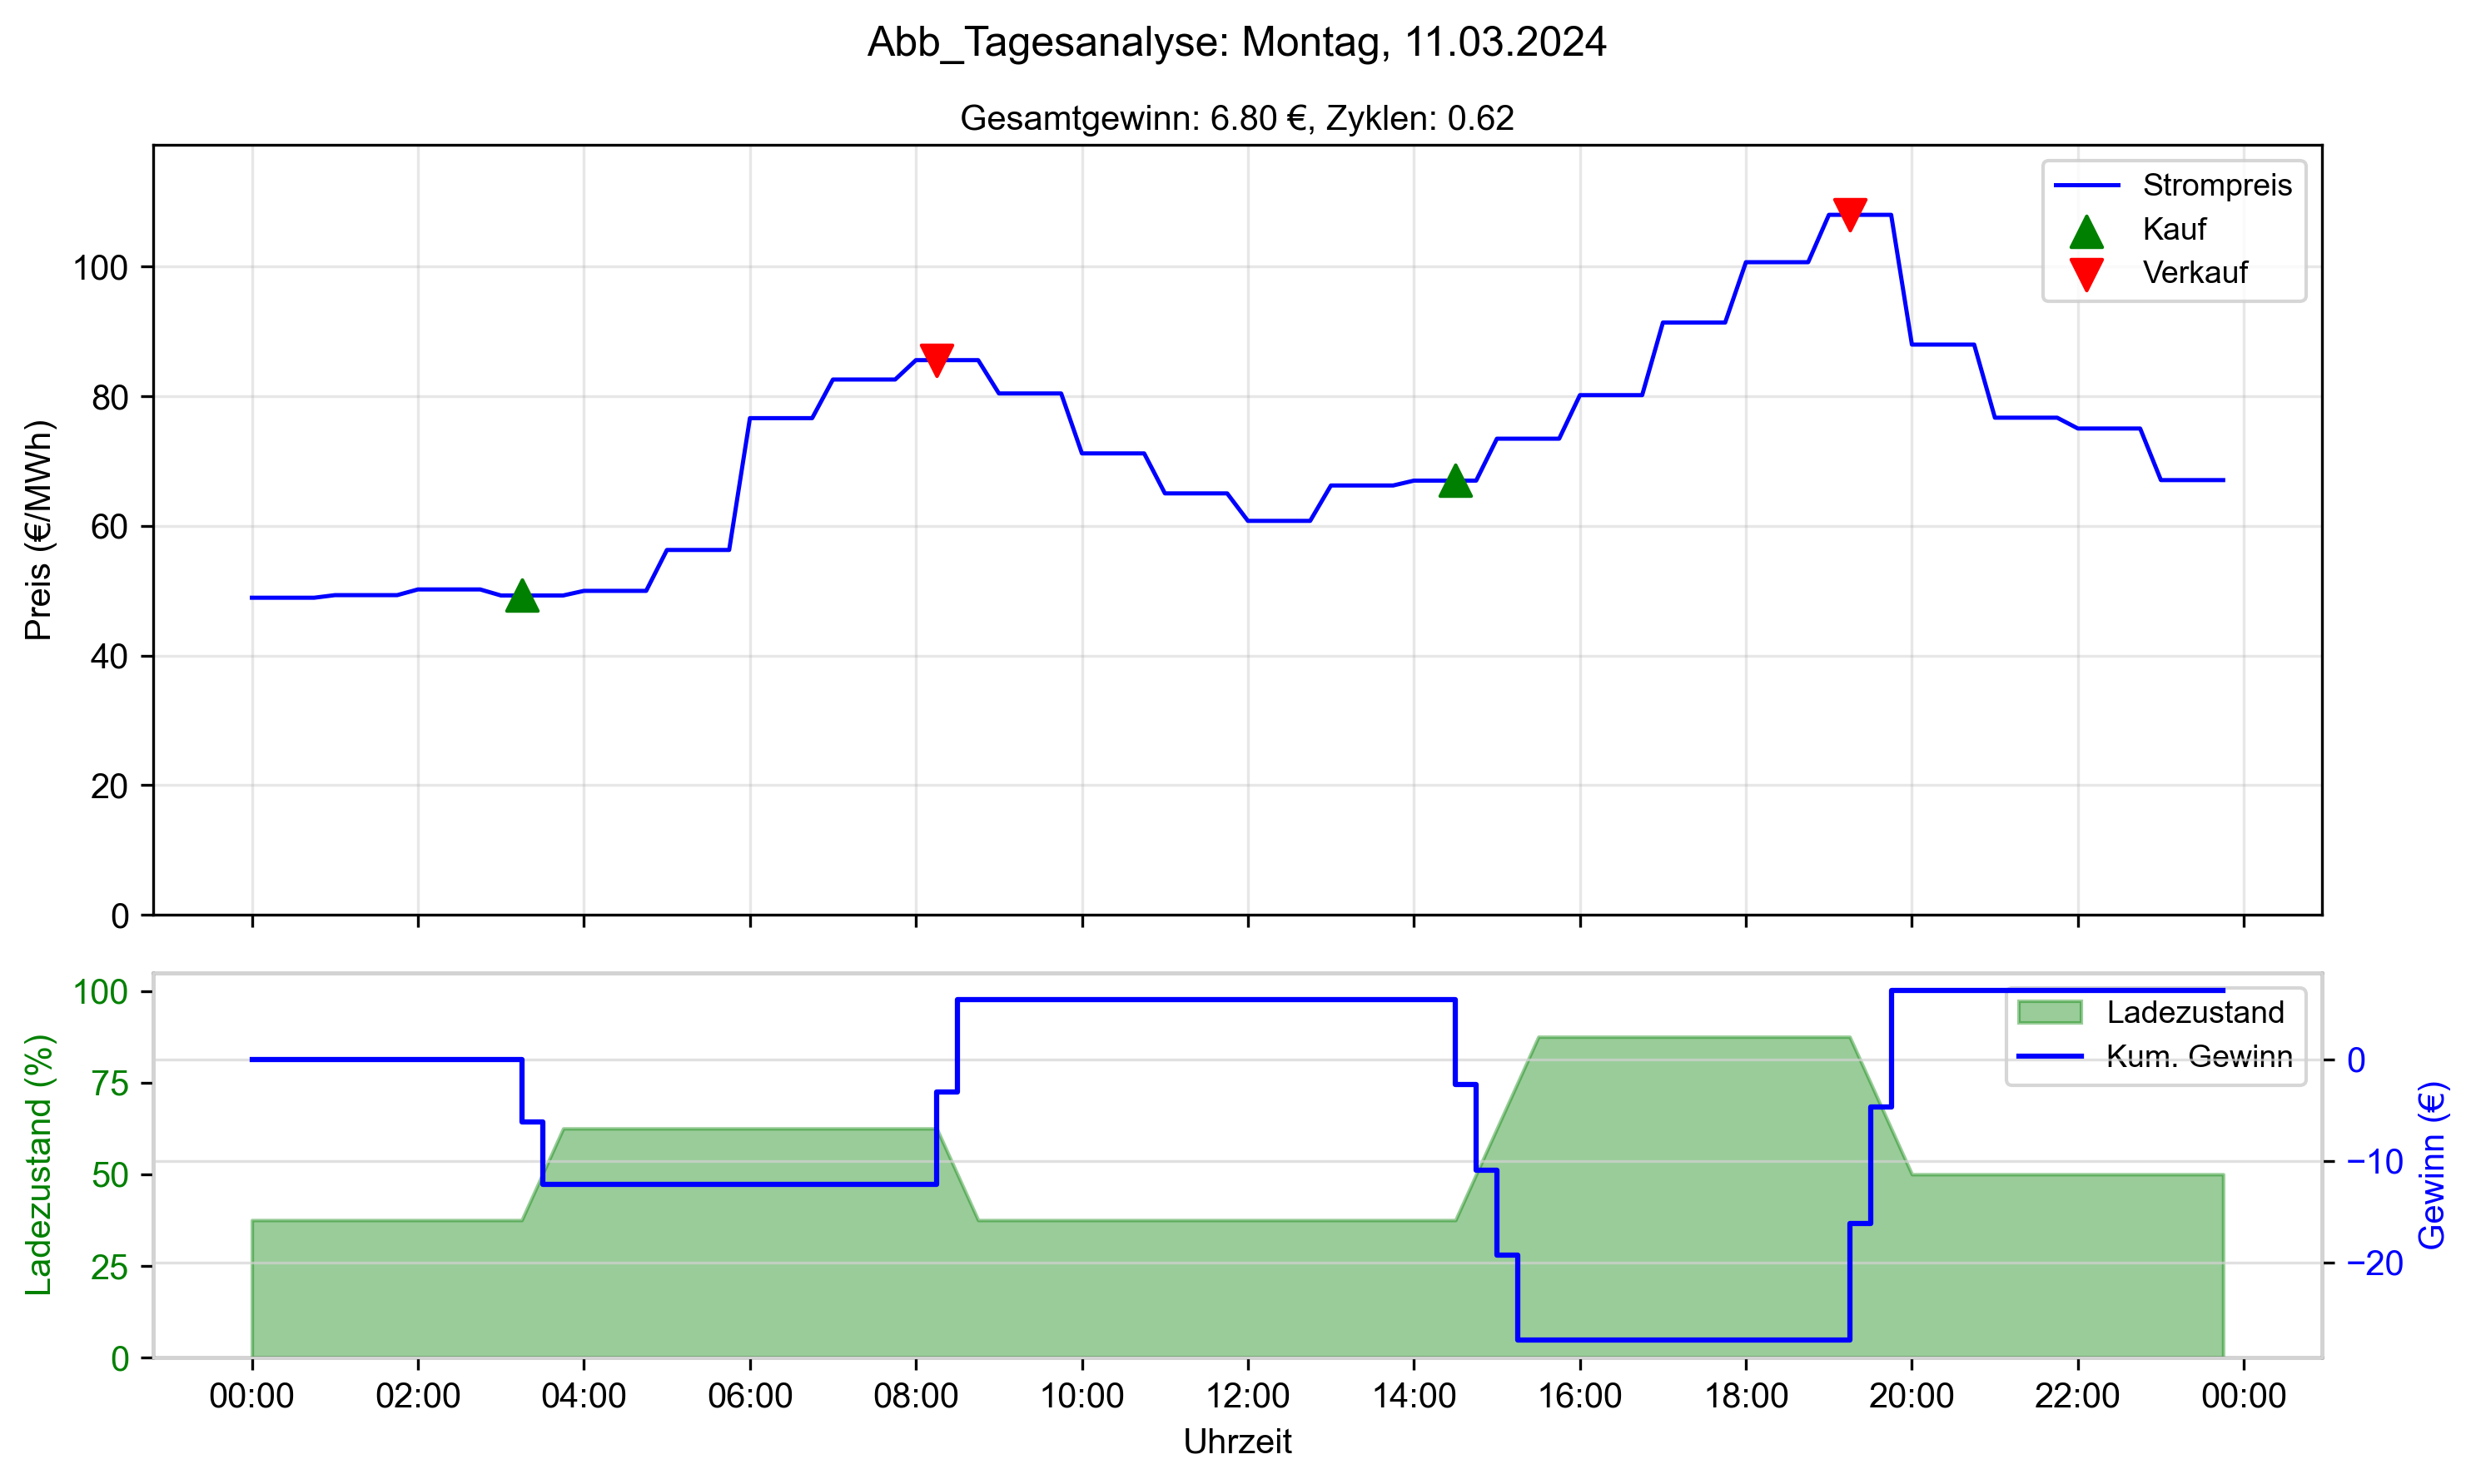 Abb_Tagesanalyse: Montag, 11.03.2024
Gesamtgewinn: 6.80 €, Zyklen: 0.62
Preis (€/MWh)
100
80
60
40
20
0
Strompreis
Kauf
Verkauf
Ladezustand (%)
100
75
50
25
0
Ladezustand
Kum. Gewinn
0
−10
−20
Gewinn (€)
00:00 02:00 04:00 06:00 08:00 10:00 12:00 14:00 16:00 18:00 20:00 22:00 00:00
Uhrzeit